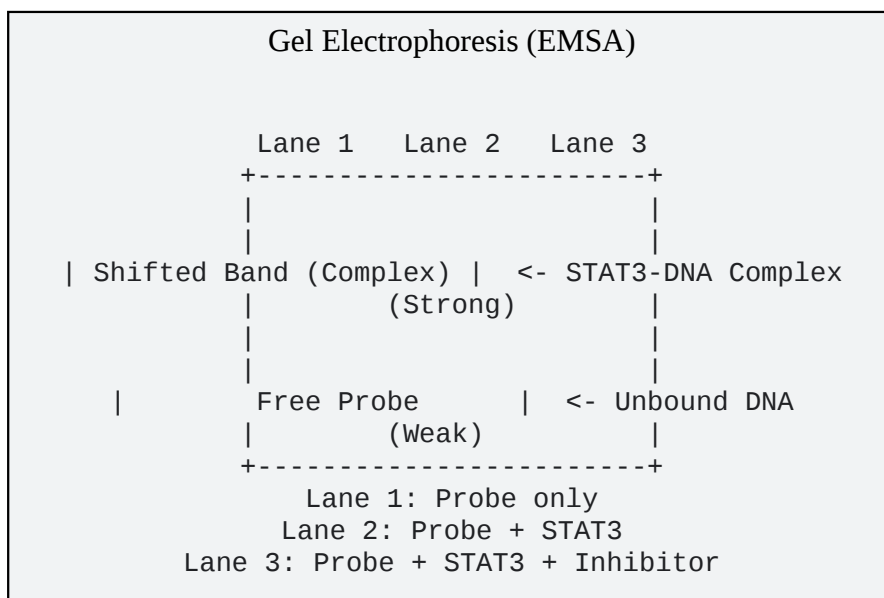 Gel Electrophoresis (EMSA)
Lane 1   Lane 2   Lane 3
+------------------------+
|                        |
|                        |
| Shifted Band (Complex) |  <- STAT3-DNA Complex
|        (Strong)        |
|                        |
|                        |
|        Free Probe      |  <- Unbound DNA
|        (Weak)          |
+------------------------+
Lane 1: Probe only
Lane 2: Probe + STAT3
Lane 3: Probe + STAT3 + Inhibitor